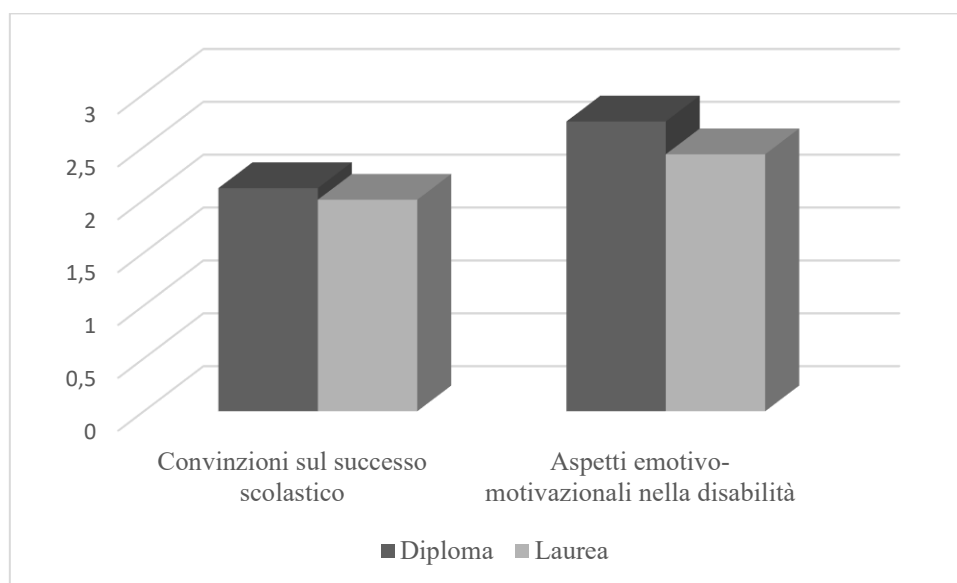 3
2,5
2
1,5
1
0,5
0
Convinzioni sul successo
scolastico
Aspetti emotivo-
motivazionali nella disabilità
Diploma Laurea